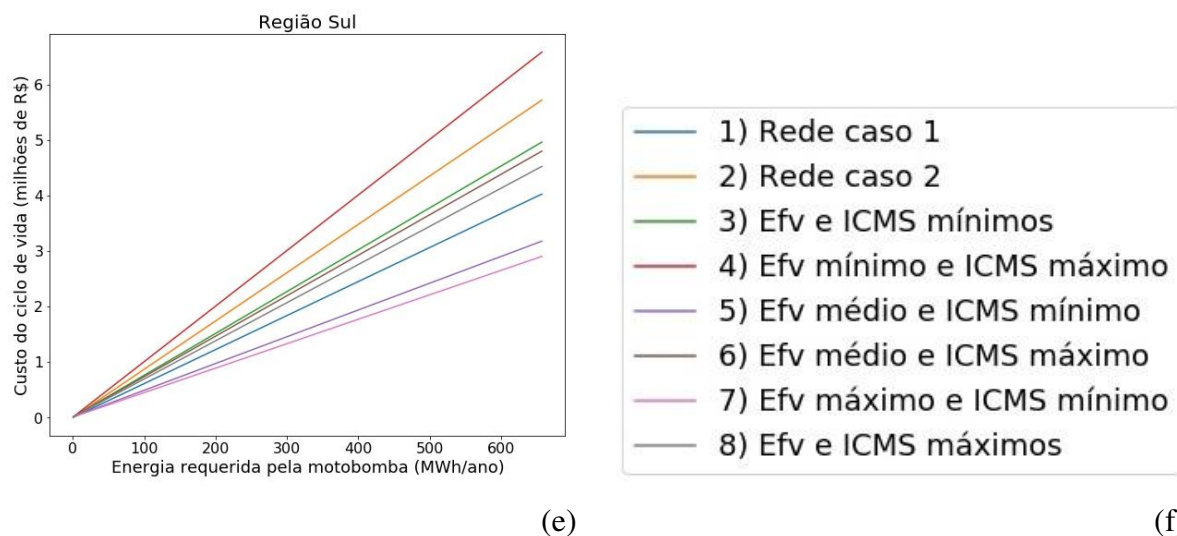 Região Sul
Custo do ciclo de vida (milhões de R$)
6
5
4
3
2
1
0
0 100 200 300 400 500 600
Energia requerida pela motobomba (MWh/ano)
(e)
1) Rede caso 1
2) Rede caso 2
3) Efv e ICMS mínimos
4) Efv mínimo e ICMS máximo
5) Efv médio e ICMS mínimo
6) Efv médio e ICMS máximo
7) Efv máximo e ICMS mínimo
8) Efv e ICMS máximos
(f